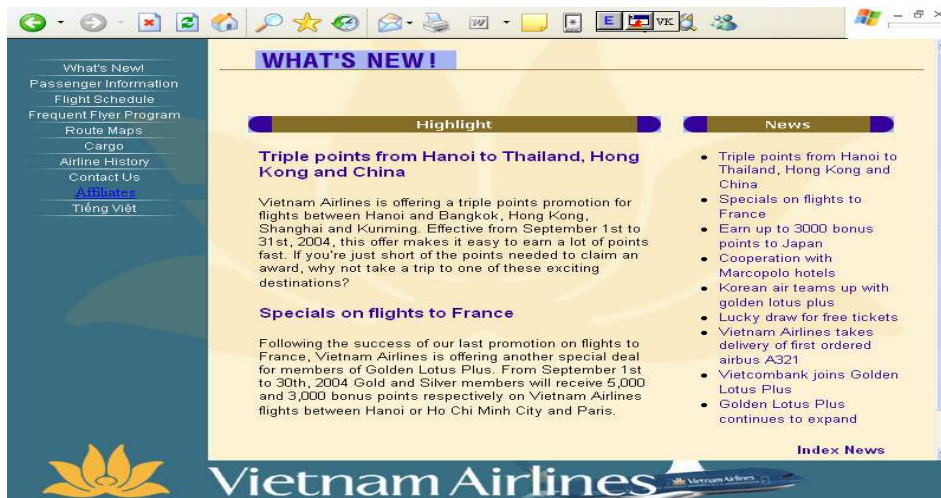 E VK
WHAT'S NEW!
What's New!
Passenger Information
Flight Schedule
Frequent Flyer Program
Route Maps
Cargo
Airline History
Contact Us
Affiliates
Tiếng Việt
Highlight
Triple points from Hanoi to Thailand, Hong
Kong and China
Vietnam Airlines is offering a triple points promotion for
flights between Hanoi and Bangkok, Hong Kong,
Shanghai and Kunming. Effective from September 1st to
31st, 2004, this offer makes it easy to earn a lot of points
fast. If you're just short of the points needed to claim an
award, why not take a trip to one of these exciting
destinations?
Specials on flights to France
Following the success of our last promotion on flights to
France, Vietnam Airlines is offering another special deal
for members of Golden Lotus Plus. From September 1st
to 30th, 2004 Gold and Silver members will receive 5,000
and 3,000 bonus points respectively on Vietnam Airlines
flights between Hanoi or Ho Chi Minh City and Paris.
News
Triple points from Hanoi to
Thailand, Hong Kong and
China
Specials on flights to
France
Earn up to 3000 bonus
points to Japan
Cooperation with
Marcopolo hotels
Korean air teams up with
golden lotus plus
Lucky draw for free tickets
Vietnam Airlines takes
delivery of first ordered
airbus A321
Vietcombank joins Golden
Lotus Plus
Golden Lotus Plus
continues to expand
Index News
Vietnam Airlines
Vietnam Airlines